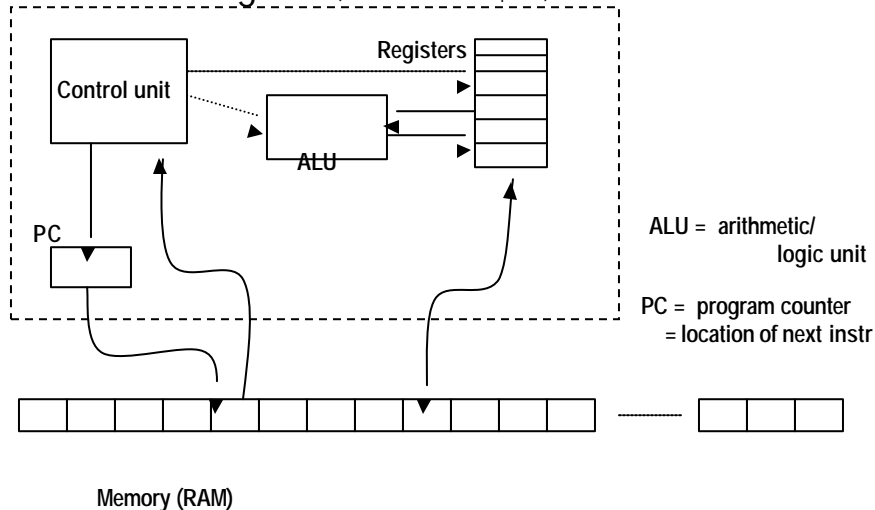 Registers
Control unit
ALU
PC
ALU = arithmetic/
logic unit
PC = program counter
= location of next instr
Memory (RAM)